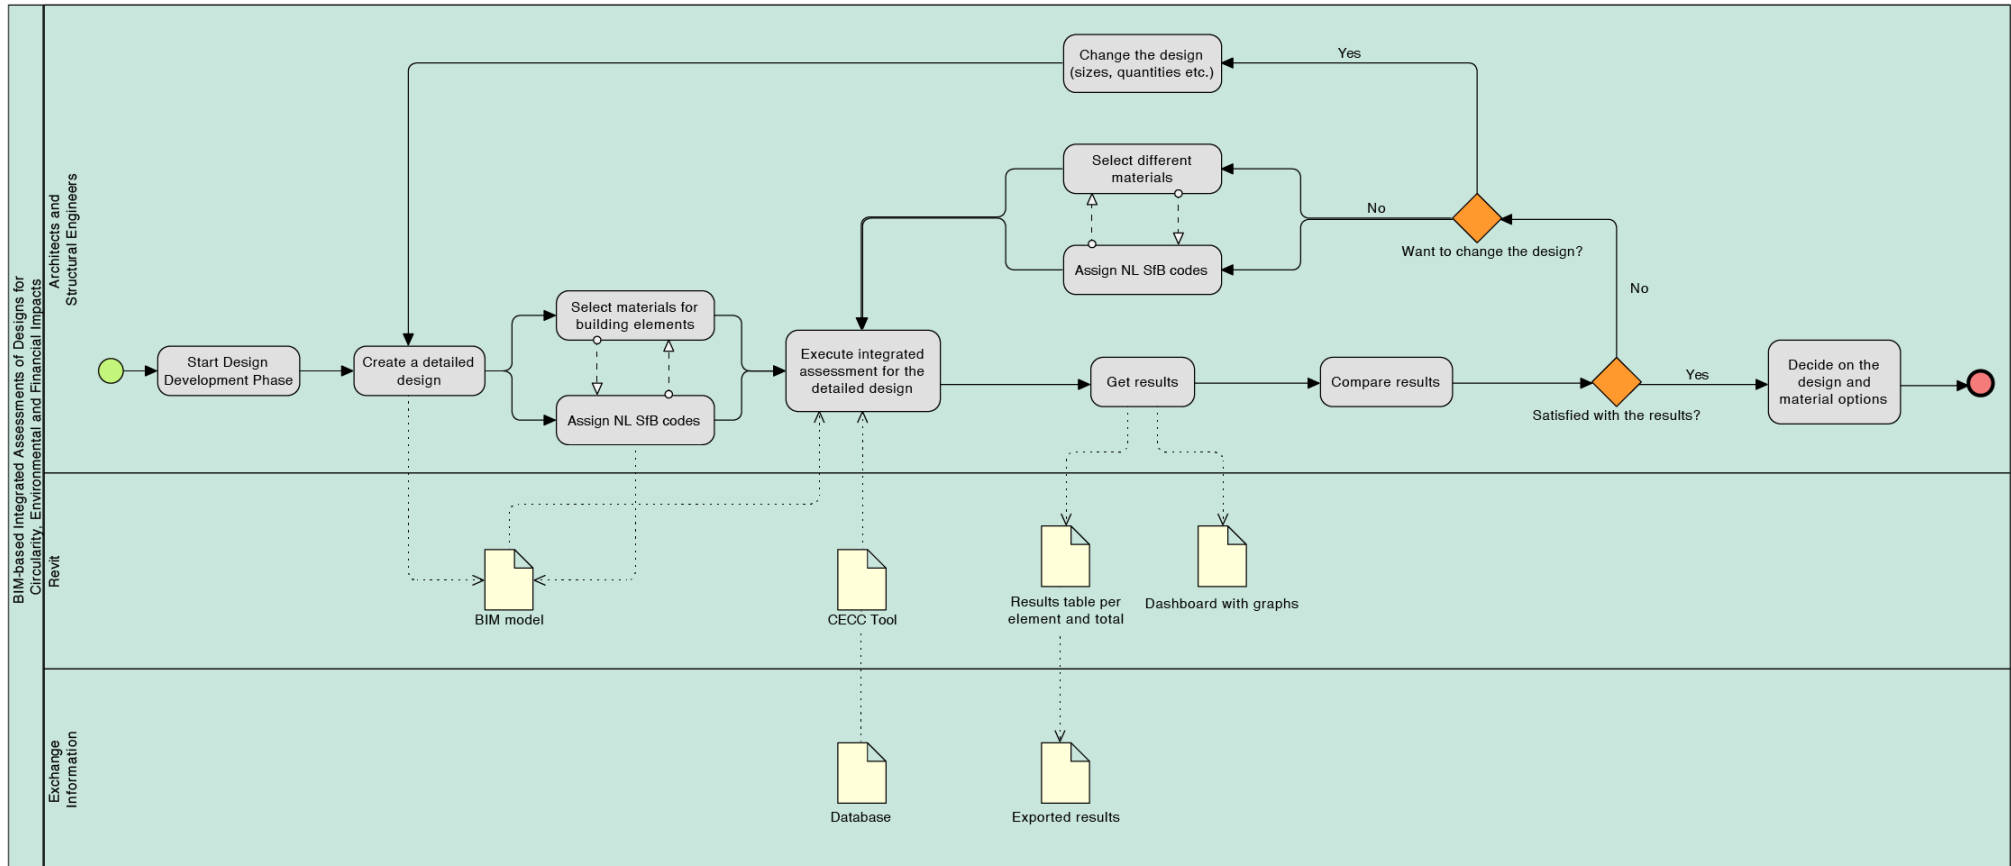 BIM-based Integrated Assessments of Designs for
Circularity, Environmental and Financial Impacts
Architects and
Structural Engineers
Change the design
(sizes, quantities etc.)
Yes
Select different
materials
No
Want to change the design?
Assign NL SfB codes
No
Select materials for
building elements
Start Design
Development Phase
Create a detailed
design
Assign NL SfB codes
Execute integrated
assessment for the
detailed design
Get results
Compare results
Satisfied with the results?
Yes
Decide on the
design and
material options
Revit
BIM model
CECC Tool
Results table per
element and total
Dashboard with graphs
Exchange
Information
Database
Exported results